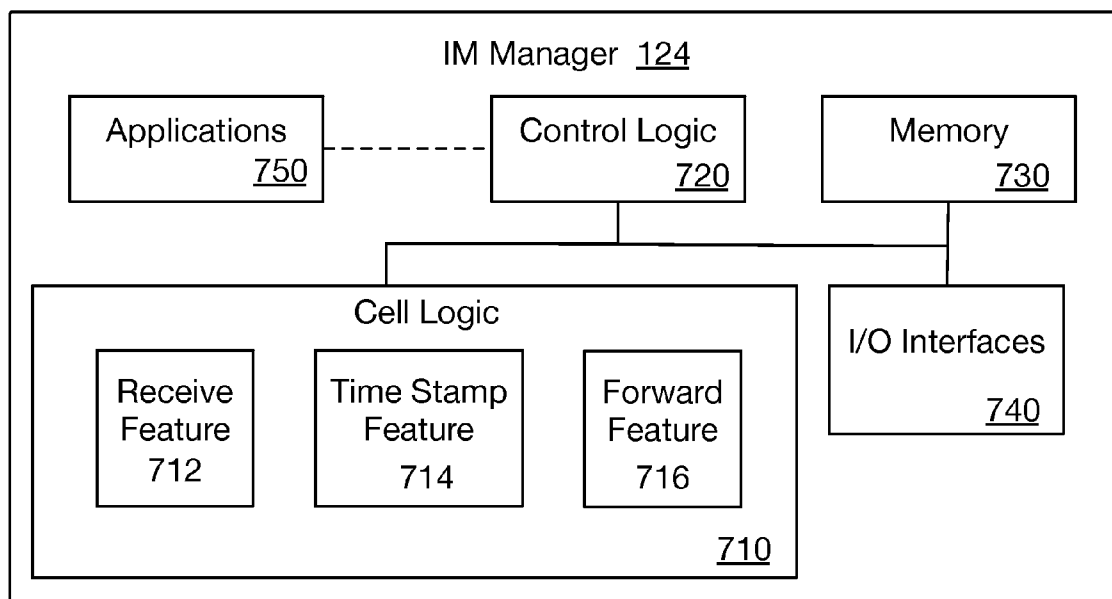 IM Manager 124
Applications
750
Control Logic
720
Memory
730
Cell Logic
Receive
Feature
712
Time Stamp
Feature
714
Forward
Feature
716
710
I/O Interfaces
740